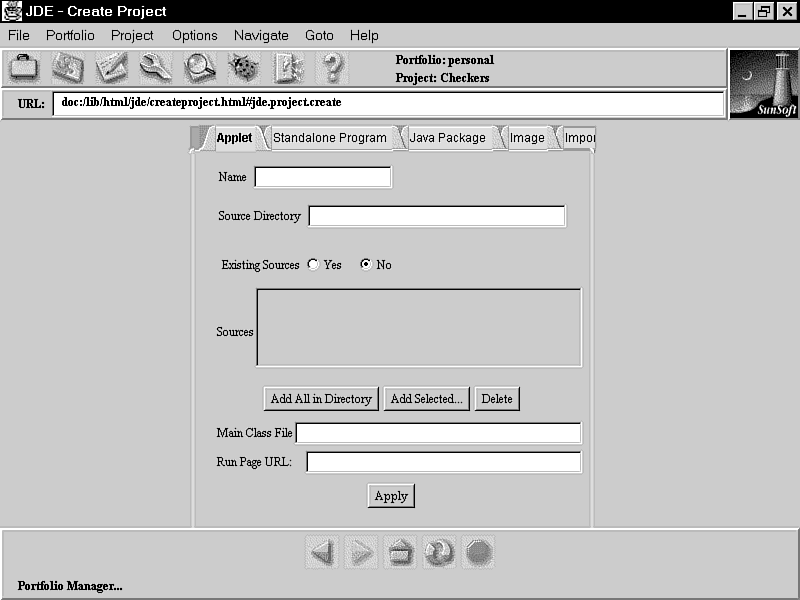 JDE - Create Project
File Portfolio Project Options Navigate Goto Help
Portfolio: personal
Project: Checkers
URL: doc:/lib/html/jde/createproject.html#jde.project.create
SunSoft
Applet Standalone Program Java Package Image Impor
Name
Source Directory
Existing Sources Yes No
Sources
Add All in Directory Add Selected... Delete
Main Class File
Run Page URL:
Apply
Portfolio Manager...